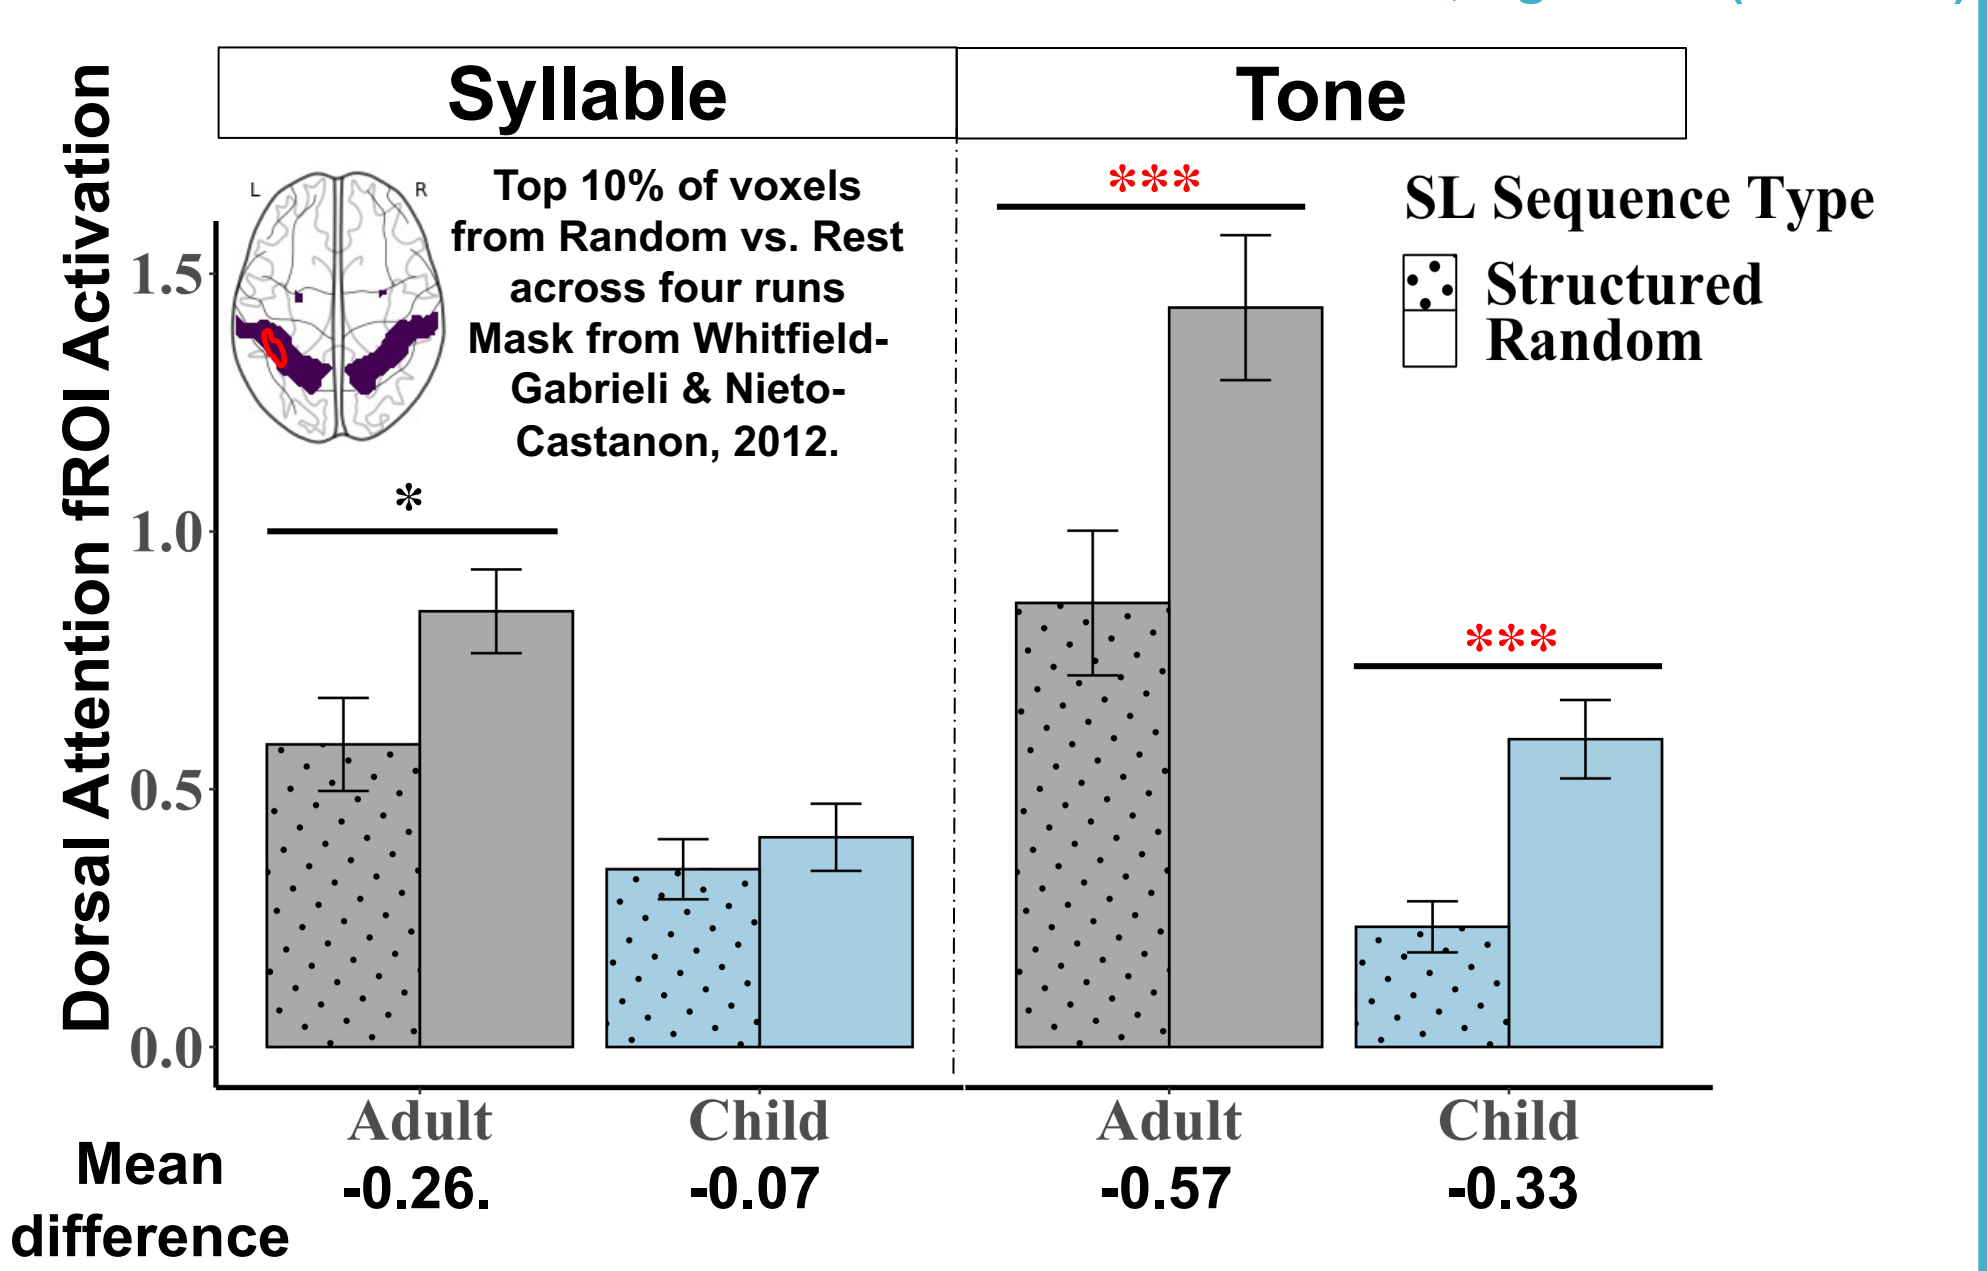 Syllable
Tone
Dorsal Attention fROI Activation
1.5
1.0
0.5
0.0
L
R
Top 10% of voxels
from Random vs. Rest
across four runs
Mask from Whitfield-
Gabrieli & Nieto-
Castanon, 2012.
*
***
***
SL Sequence Type
Structured
Random
Adult
Child
Adult
Child
Mean
difference
-0.26.
-0.07
-0.57
-0.33